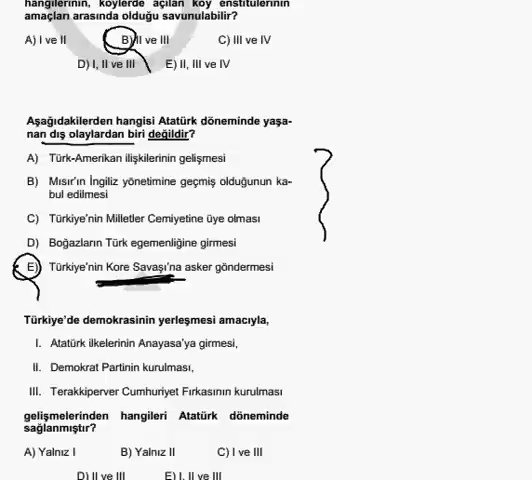 hangilerinin, köylerde açılan köy enstitülerinin
amaçları arasında olduğu savunulabilir?
A) I ve II B) II ve III C) III ve IV
D) I, II ve III E) II, III ve IV
Aşağıdakilerden hangisi Atatürk döneminde yaşa-
nan dış olaylardan biri değildir?
A) Türk-Amerikan ilişkilerinin gelişmesi
B) Mısır'ın İngiliz yönetimine geçmiş olduğunun ka-
bul edilmesi
C) Türkiye'nin Milletler Cemiyetine üye olması
D) Boğazların Türk egemenliğine girmesi
E) Türkiye'nin Kore Savaşı'na asker göndermesi
Türkiye'de demokrasinin yerleşmesi amacıyla,
I. Atatürk ilkelerinin Anayasa'ya girmesi,
II. Demokrat Partinin kurulması,
III. Terakkiperver Cumhuriyet Fırkasının kurulması
gelişmelerinden hangileri Atatürk döneminde
sağlanmıştır?
A) Yalnız I B) Yalnız II C) I ve III
D) II ve III E) I, II ve III